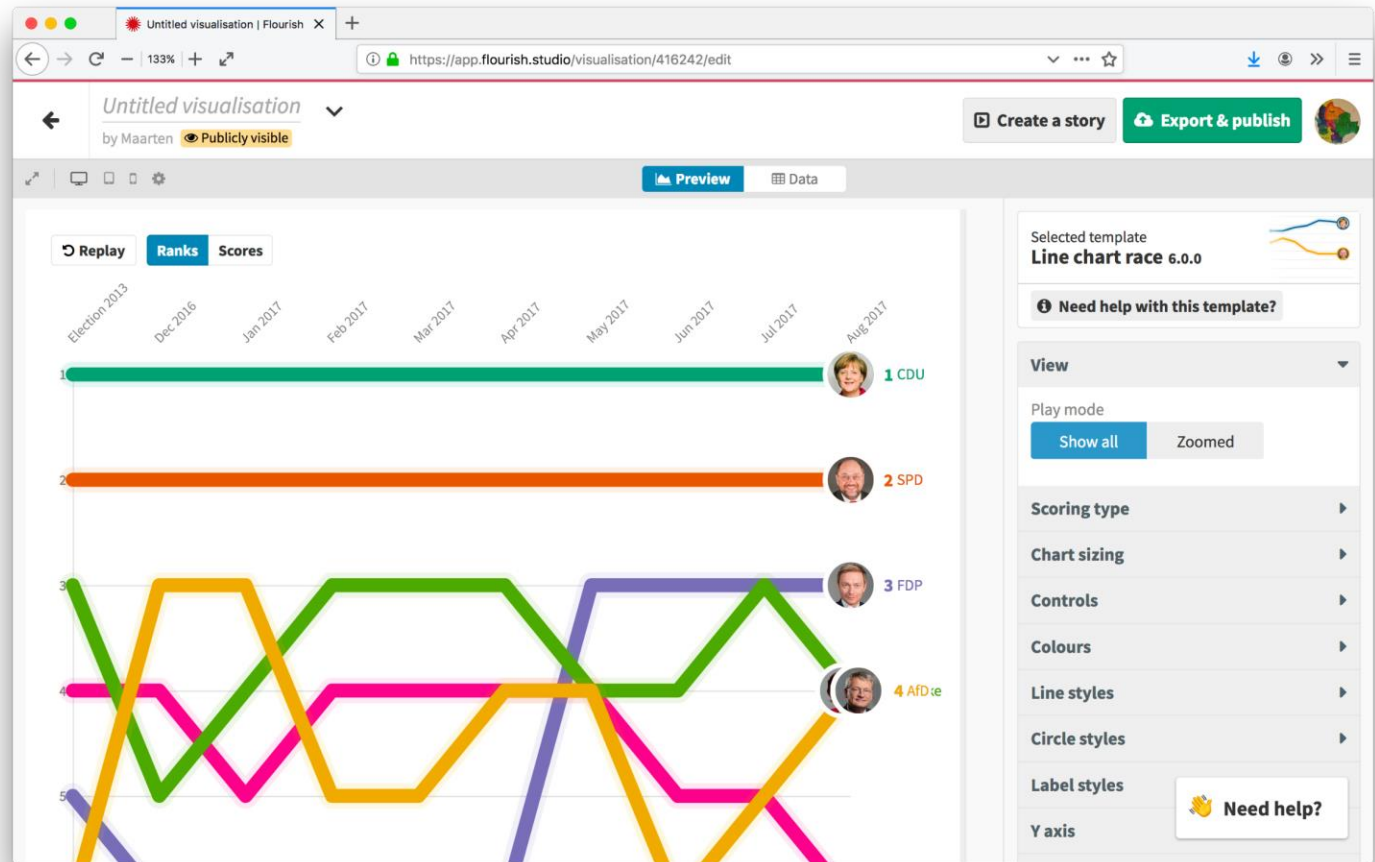 Untitled visualisation | Flourish
133%
https://app.flourish.studio/visualisation/416242/edit
Untitled visualisation
by Maarten Publicly visible
Create a story
Export & publish
Preview
Data
Replay
Ranks
Scores
Election 2013
Dec 2016
Jan 2017
Feb 2017
Mar 2017
Apr 2017
May 2017
Jun 2017
Jul 2017
Aug 2017
1
1 CDU
2
2 SPD
3
3 FDP
4
4 AfD
5
Selected template
Line chart race 6.0.0
Need help with this template?
View
Play mode
Show all
Zoomed
Scoring type
Chart sizing
Controls
Colours
Line styles
Circle styles
Label styles
Y axis
Need help?